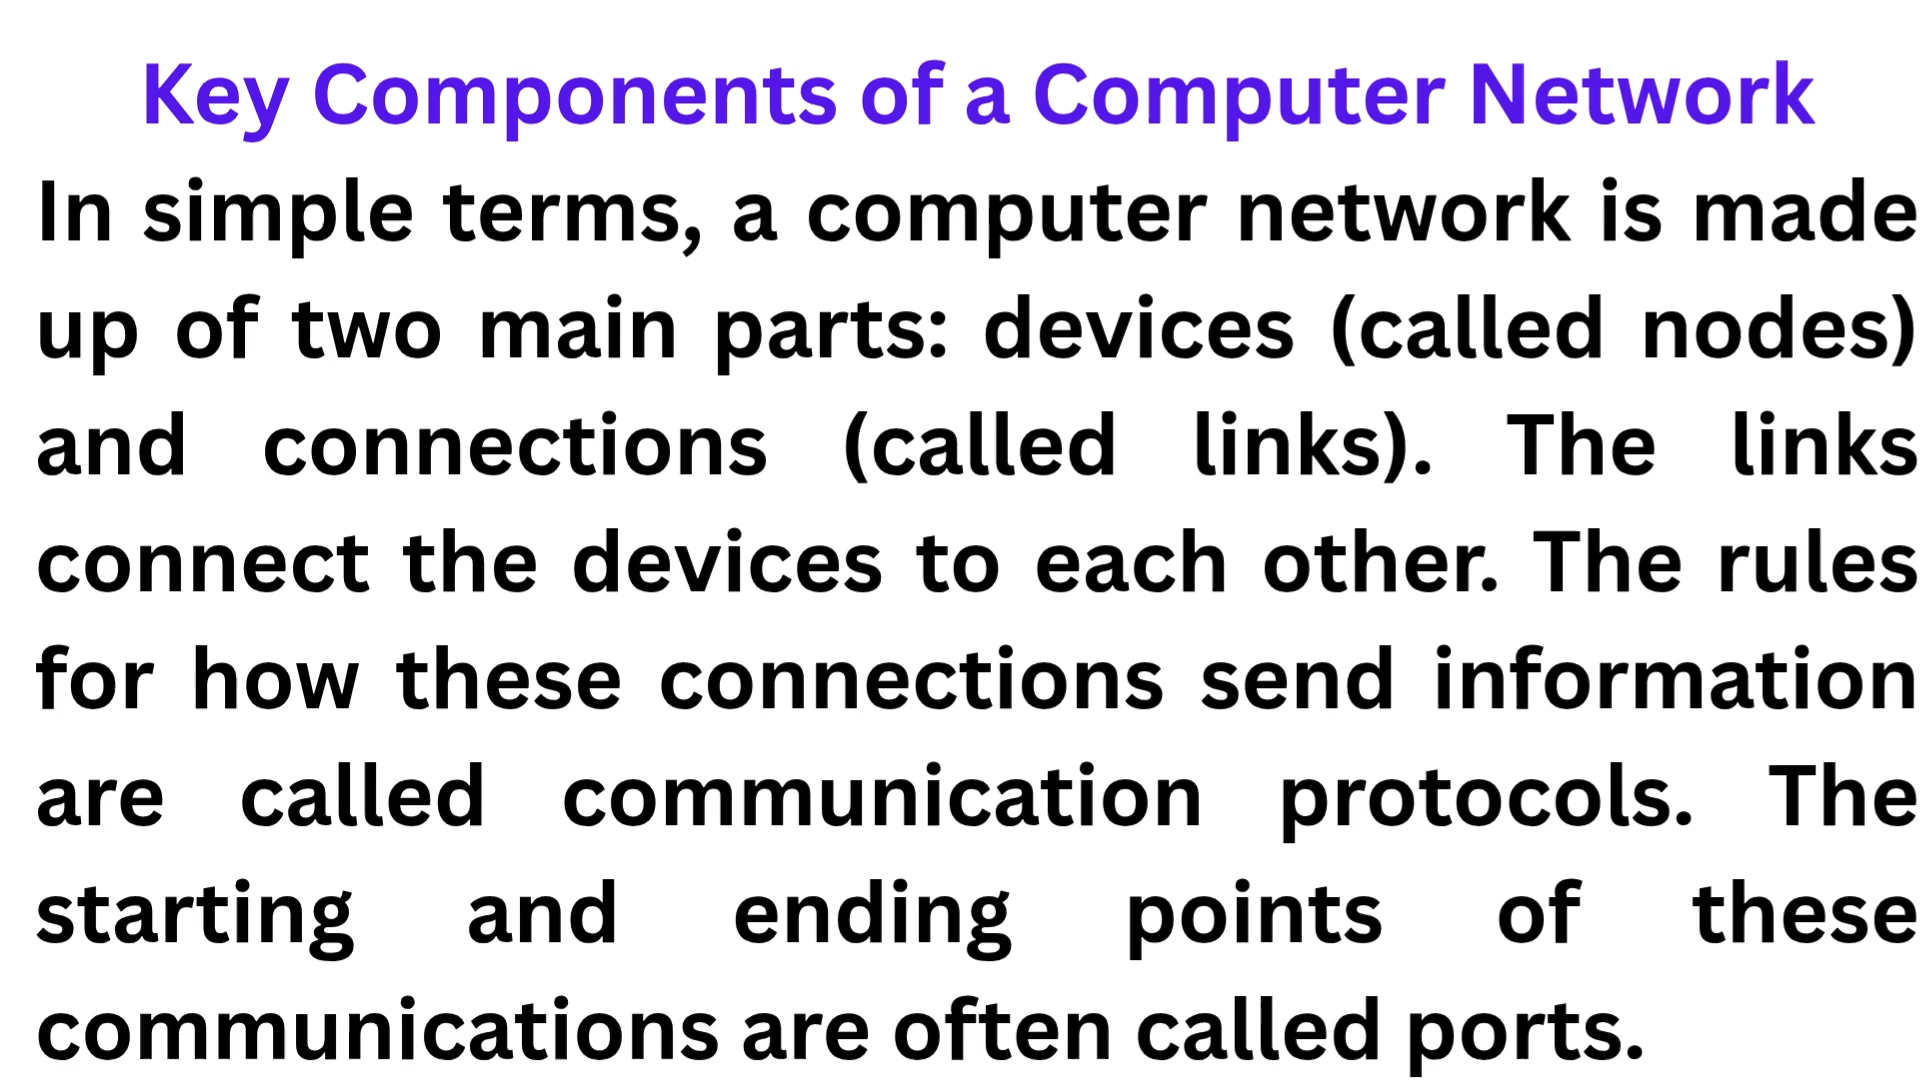 Key Components of a Computer Network
In simple terms, a computer network is made
up of two main parts: devices (called nodes)
and connections (called links). The links
connect the devices to each other. The rules
for how these connections send information
are called communication protocols. The
starting and ending points of these
communications are often called ports.